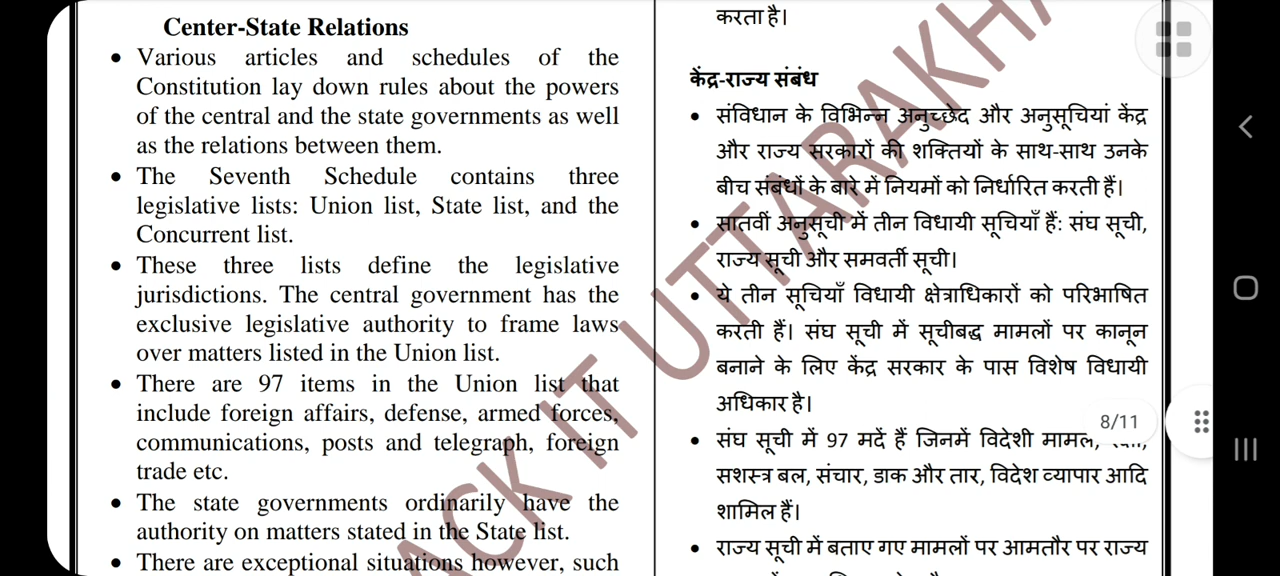 Center-State Relations
• Various articles and schedules of the
Constitution lay down rules about the powers
of the central and the state governments as well
as the relations between them.
• The Seventh Schedule contains three
legislative lists: Union list, State list, and the
Concurrent list.
• These three lists define the legislative
jurisdictions. The central government has the
exclusive legislative authority to frame laws
over matters listed in the Union list.
• There are 97 items in the Union list that
include foreign affairs, defense, armed forces,
communications, posts and telegraph, foreign
trade etc.
• The state governments ordinarily have the
authority on matters stated in the State list.
• There are exceptional situations however, such
करता है।
केंद्र-राज्य संबंध
• संविधान के विभिन्न अनुच्छेद और अनुसूचियां केंद्र
और राज्य सरकारों की शक्तियों के साथ-साथ उनके
बीच संबंधों के बारे में नियमों को निर्धारित करती हैं।
• सातवीं अनुसूची में तीन विधायी सूचियाँ हैं: संघ सूची,
राज्य सूची और समवर्ती सूची।
• ये तीन सूचियाँ विधायी क्षेत्राधिकारों को परिभाषित
करती हैं। संघ सूची में सूचीबद्ध मामलों पर कानून
बनाने के लिए केंद्र सरकार के पास विशेष विधायी
अधिकार है।
• संघ सूची में 97 मदें हैं जिनमें विदेशी
सशस्त्र बल, संचार, डाक और तार, विदेश व्यापार आदि
शामिल हैं।
• राज्य सूची में बताए गए मामलों पर आमतौर पर राज्य
ACK IT UTTARAKHA
8/11